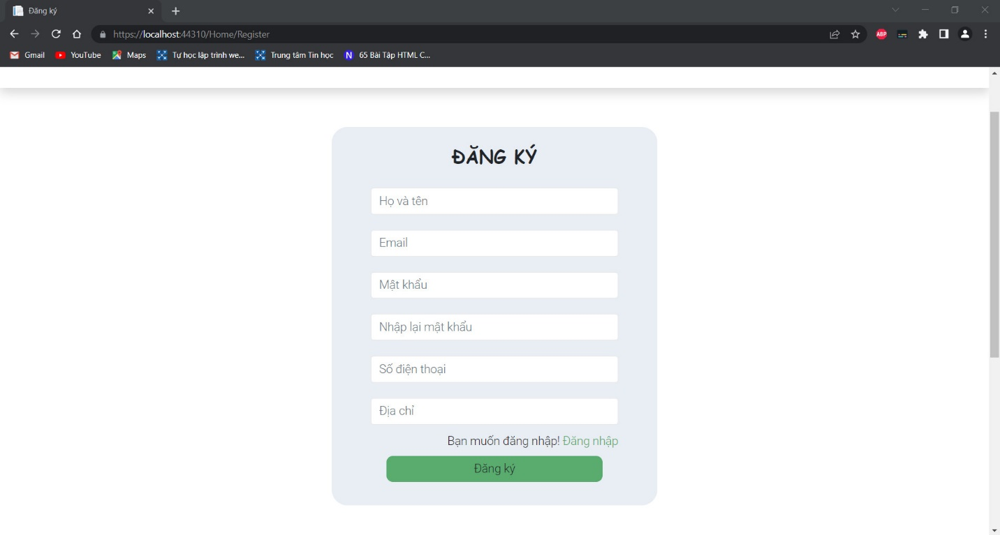 Đăng ký
https://localhost:44310/Home/Register
ABP
Gmail YouTube Maps Tự học lập trình we... Trung tâm Tin học N 65 Bài Tập HTML C...
ĐĂNG KÝ
Họ và tên
Email
Mật khẩu
Nhập lại mật khẩu
Số điện thoại
Địa chỉ
Bạn muốn đăng nhập! Đăng nhập
Đăng ký